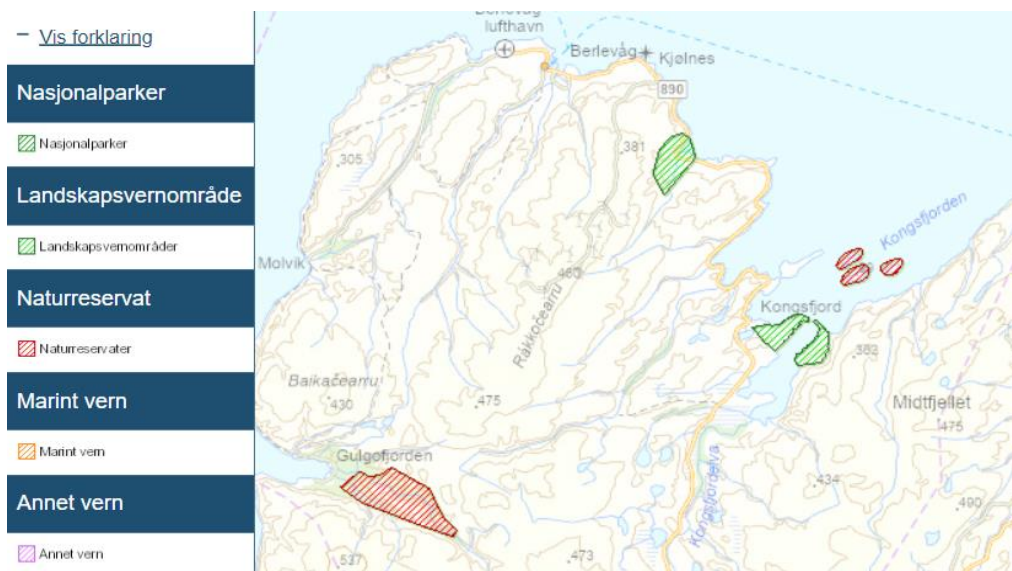 − Vis forklaring
Nasjonalparker
Nasjonalparker
Landskapsvernområde
Landskapsvernområder
Naturreservat
Naturreservater
Marint vern
Marint vern
Annet vern
Annet vern
Berlevåg
lufthavn
Berlevåg
Kjølnes
890
381
305
Kongsfjorden
Molvik
460
Kongsfjord
Rákkočearru
362
Baikačearru
430
475
Midtfjellet
475
Gulgofjorden
Kongsfjordelva
434
490
473
537